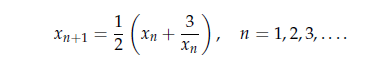 x_{n+1} = \frac{1}{2} \left( x_n + \frac{3}{x_n} \right), \quad n = 1, 2, 3, \ldots.